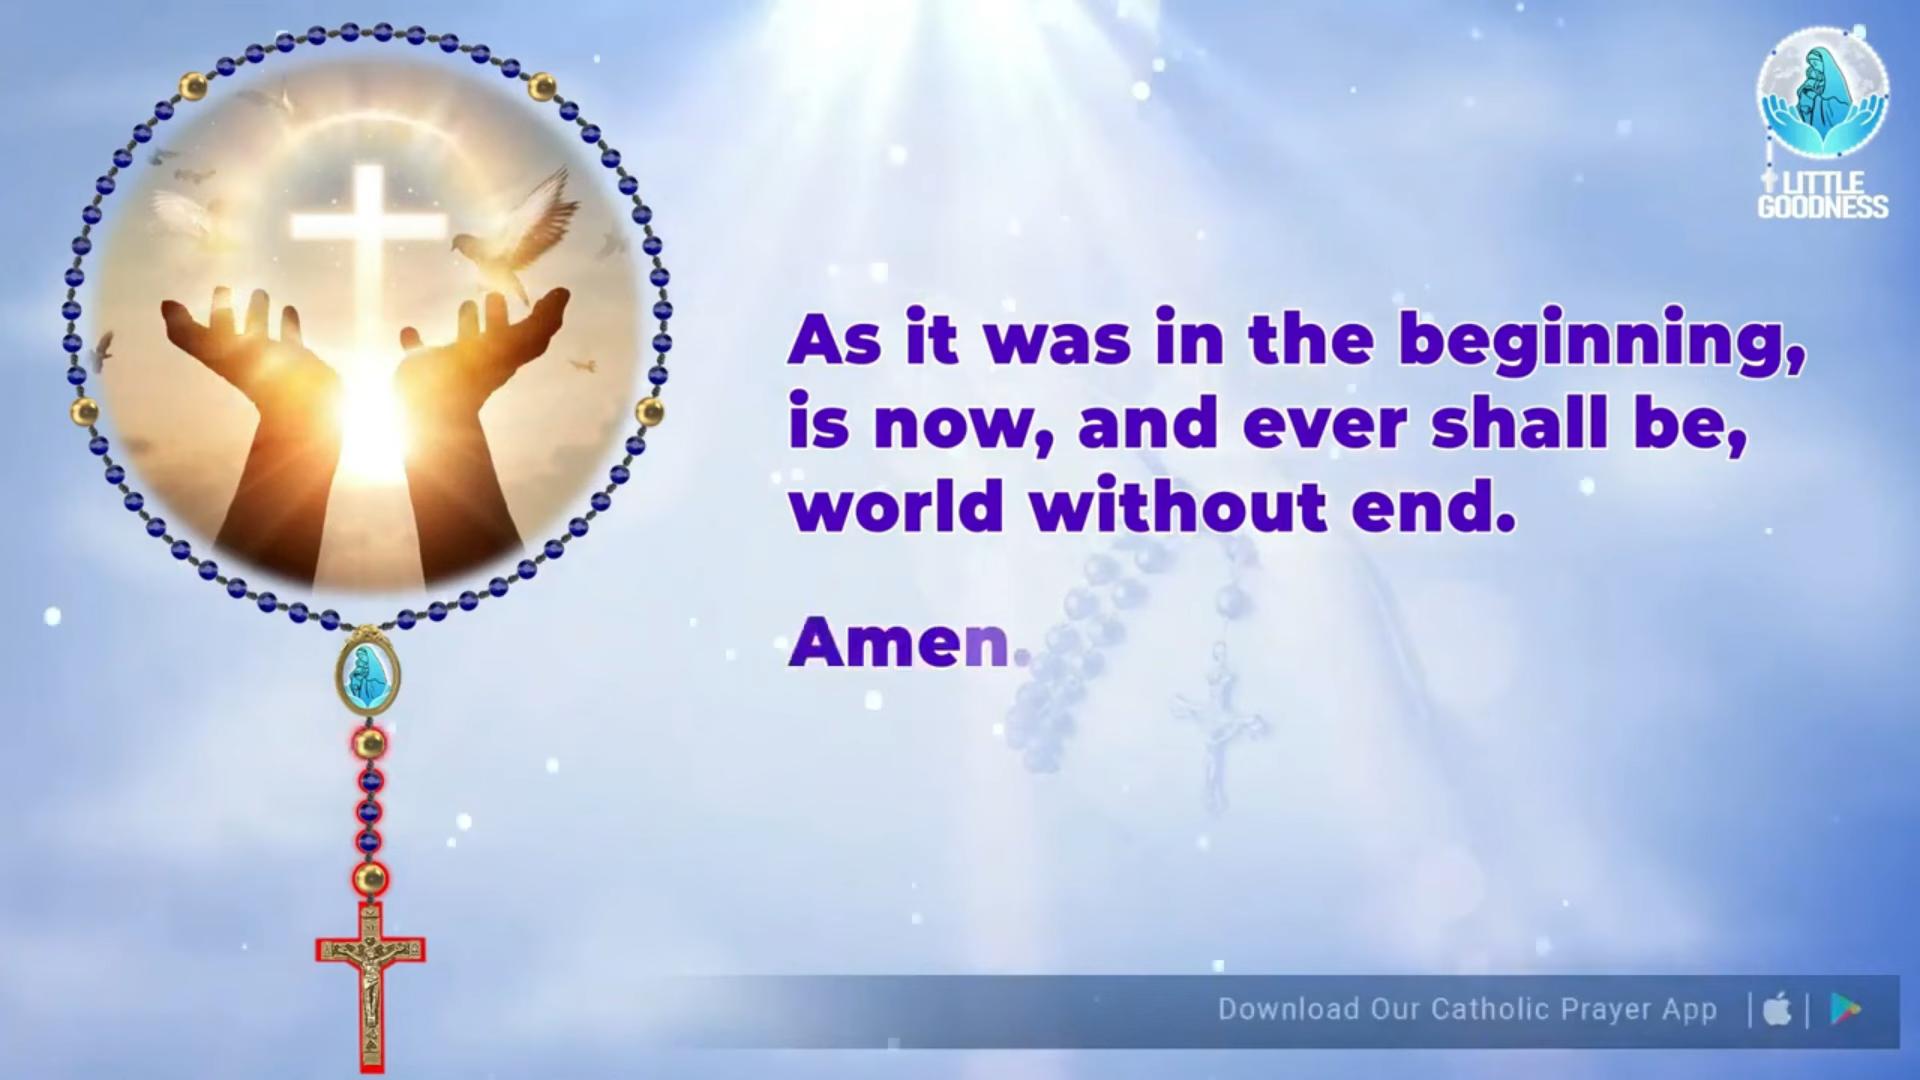 LITTLE
GOODNESS
As it was in the beginning,
is now, and ever shall be,
world without end.
Amen.
Download Our Catholic Prayer App